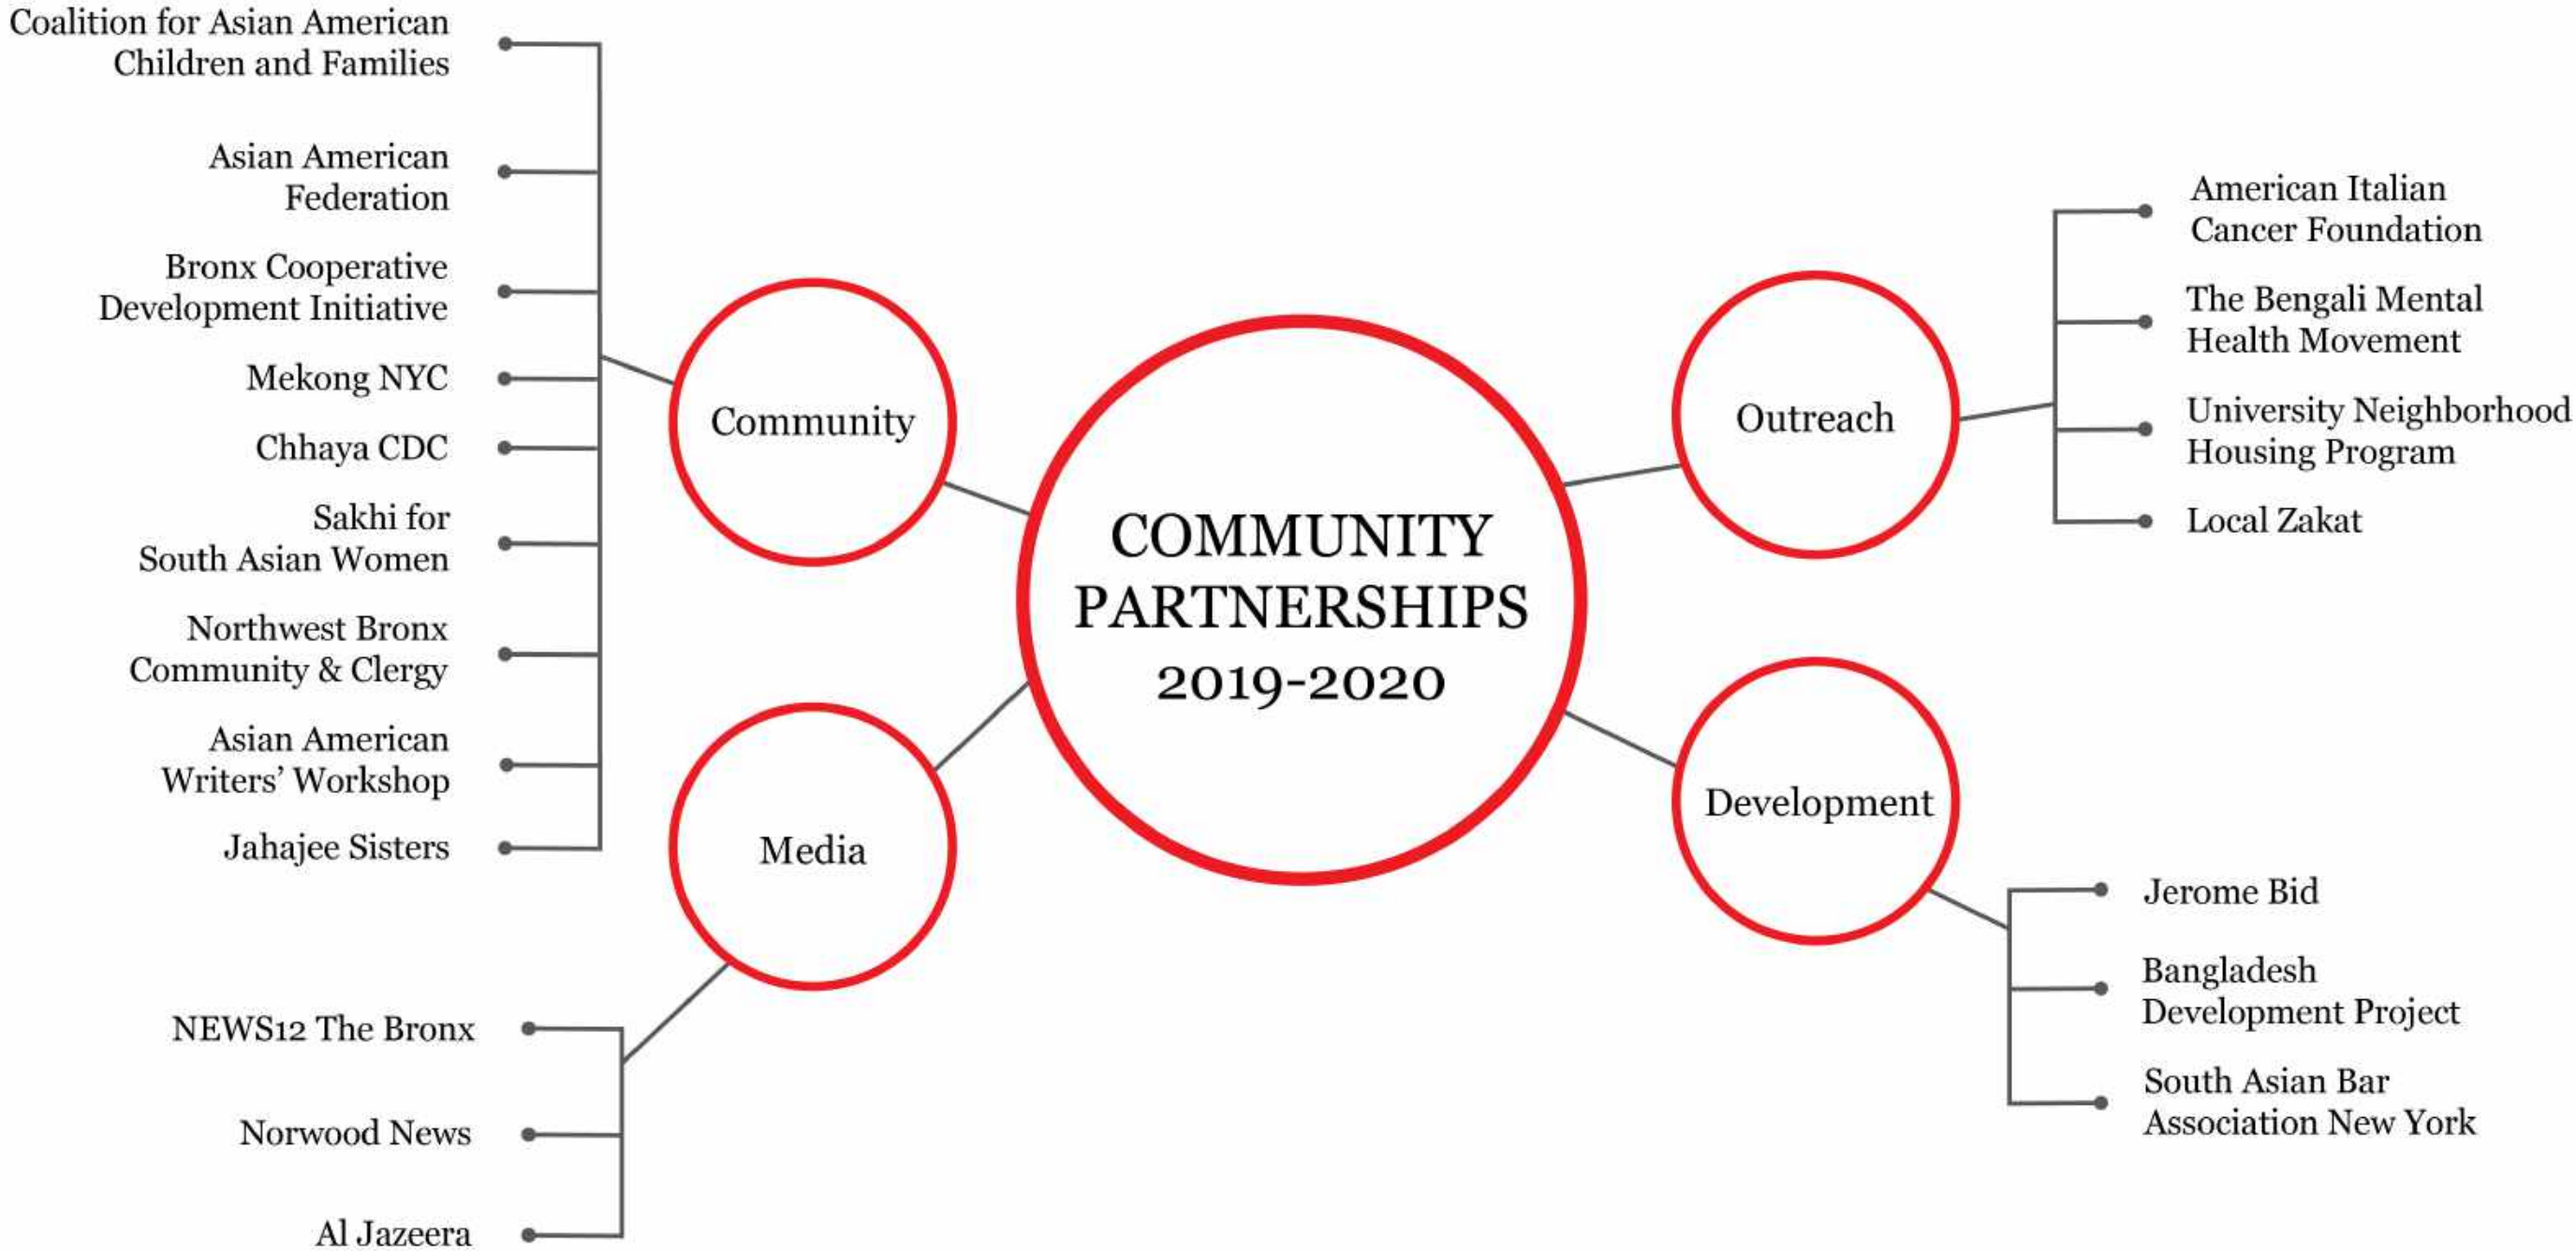 Coalition for Asian American
Children and Families
Asian American
Federation
Bronx Cooperative
Development Initiative
Mekong NYC
Chhaya CDC
Sakhi for
South Asian Women
Northwest Bronx
Community & Clergy
Asian American
Writers’ Workshop
Jahajee Sisters
Community
Media
NEWS12 The Bronx
Norwood News
Al Jazeera
COMMUNITY
PARTNERSHIPS
2019-2020
Outreach
American Italian
Cancer Foundation
The Bengali Mental
Health Movement
University Neighborhood
Housing Program
Local Zakat
Development
Jerome Bid
Bangladesh
Development Project
South Asian Bar
Association New York